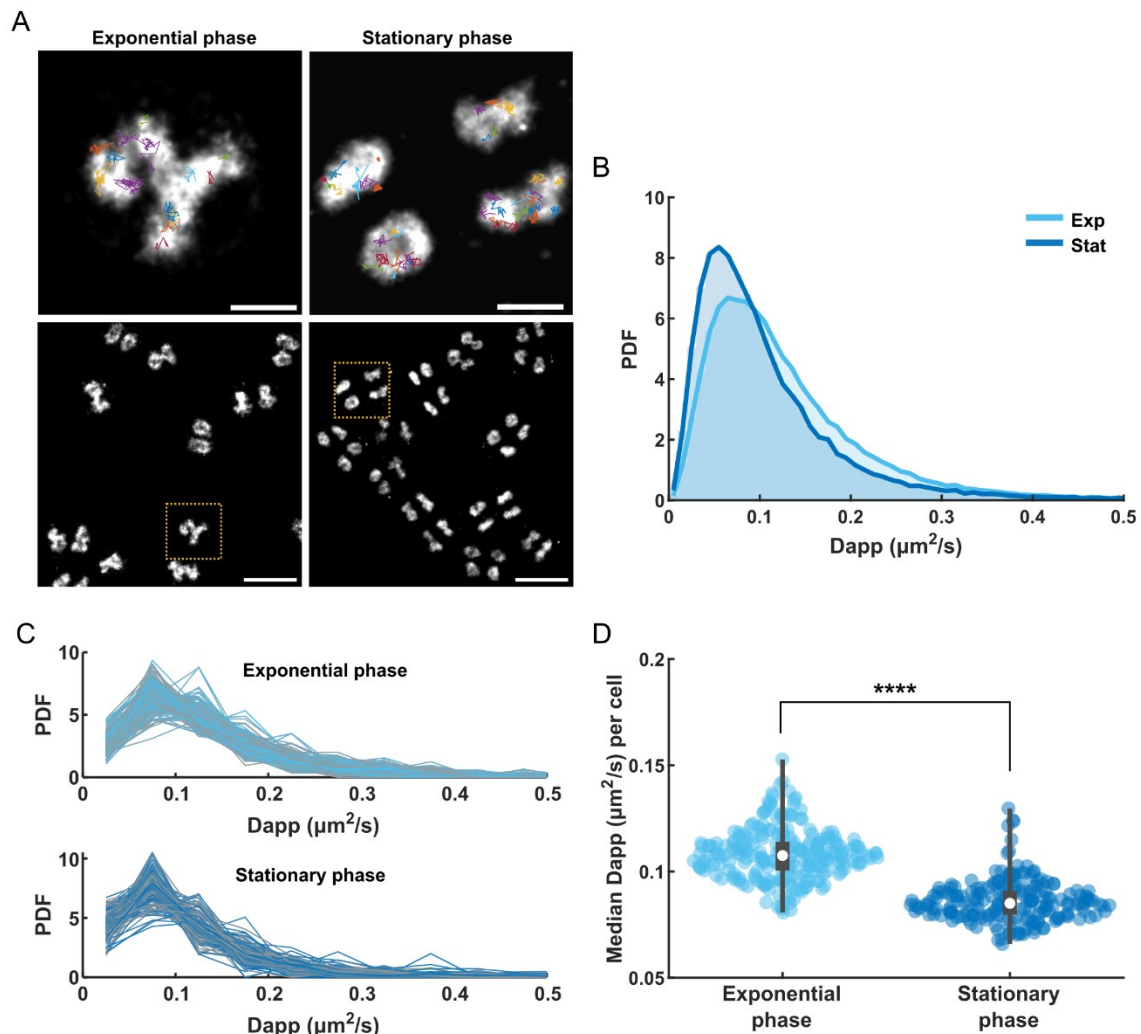 A
Exponential phase
Stationary phase
B
10
8
6
4
2
0
PDF
0 0.1 0.2 0.3 0.4 0.5
Dapp (µm²/s)
Exp
Stat
C
10
5
0
PDF
Exponential phase
0 0.1 0.2 0.3 0.4 0.5
Dapp (µm²/s)
10
5
0
PDF
Stationary phase
0 0.1 0.2 0.3 0.4 0.5
Dapp (µm²/s)
D
0.2
0.15
0.1
0.05
Median Dapp (µm²/s) per cell
****
Exponential
phase
Stationary
phase